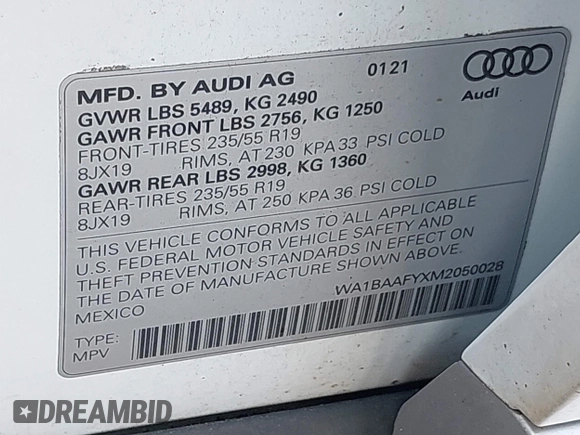 MFD. BY AUDI AG 01 21
GVWR LBS 5489, KG 2490
GAWR FRONT LBS 2756, KG 1250
FRONT-TIRES 235/55 R19
8JX19 RIMS, AT 230 KPA 33 PSI COLD
GAWR REAR LBS 2998, KG 1360
REAR-TIRES 235/55 R19
8JX19 RIMS, AT 250 KPA 36 PSI COLD
Audi
THIS VEHICLE CONFORMS TO ALL APPLICABLE
U.S. FEDERAL MOTOR VEHICLE SAFETY AND
THEFT PREVENTION STANDARDS IN EFFECT ON
THE DATE OF MANUFACTURE SHOWN ABOVE.
MEXICO
WA1BAAFYXM2050028
TYPE:
MPV
DREAMBID